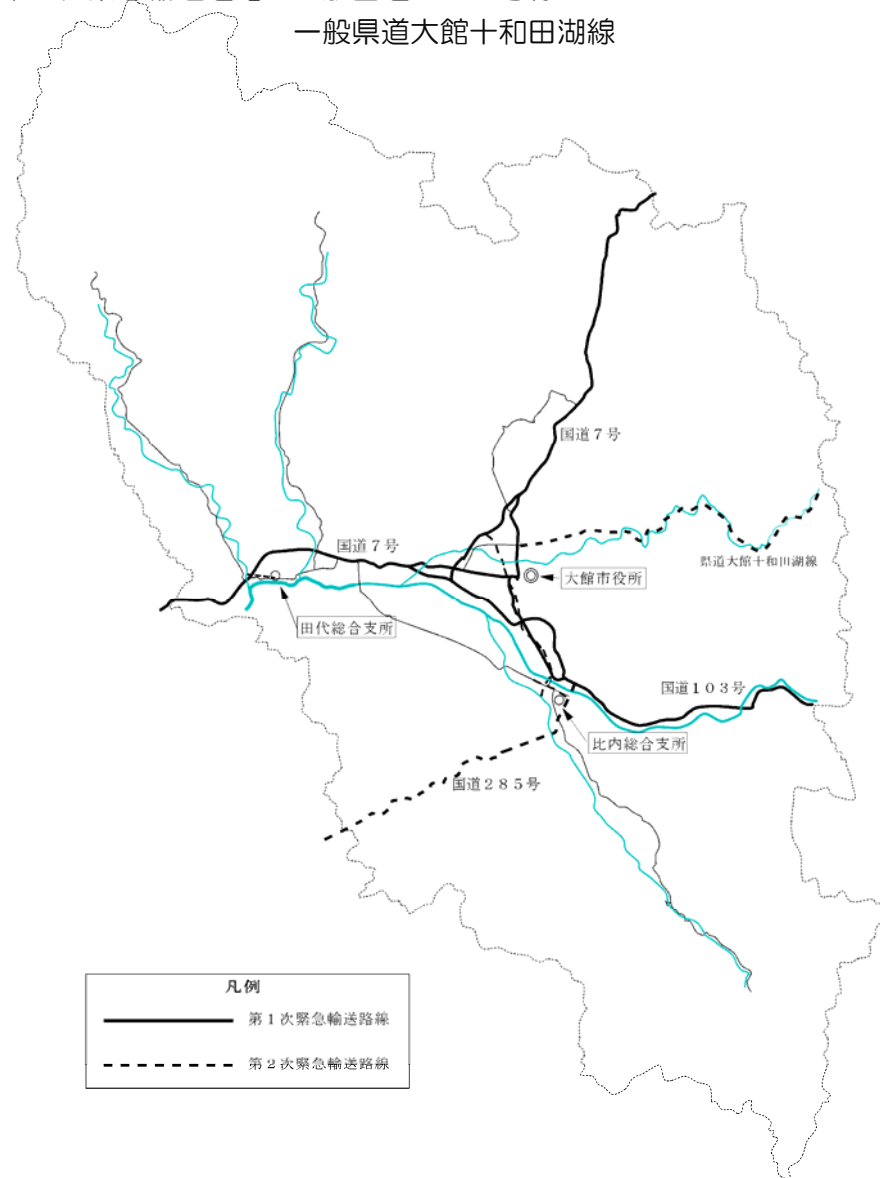 一般県道大館十和田湖線
国道7号
国道7号
県道大館十和田湖線
大館市役所
田代総合支所
国道103号
比内総合支所
国道285号
凡例
第1次緊急輸送路線
第2次緊急輸送路線